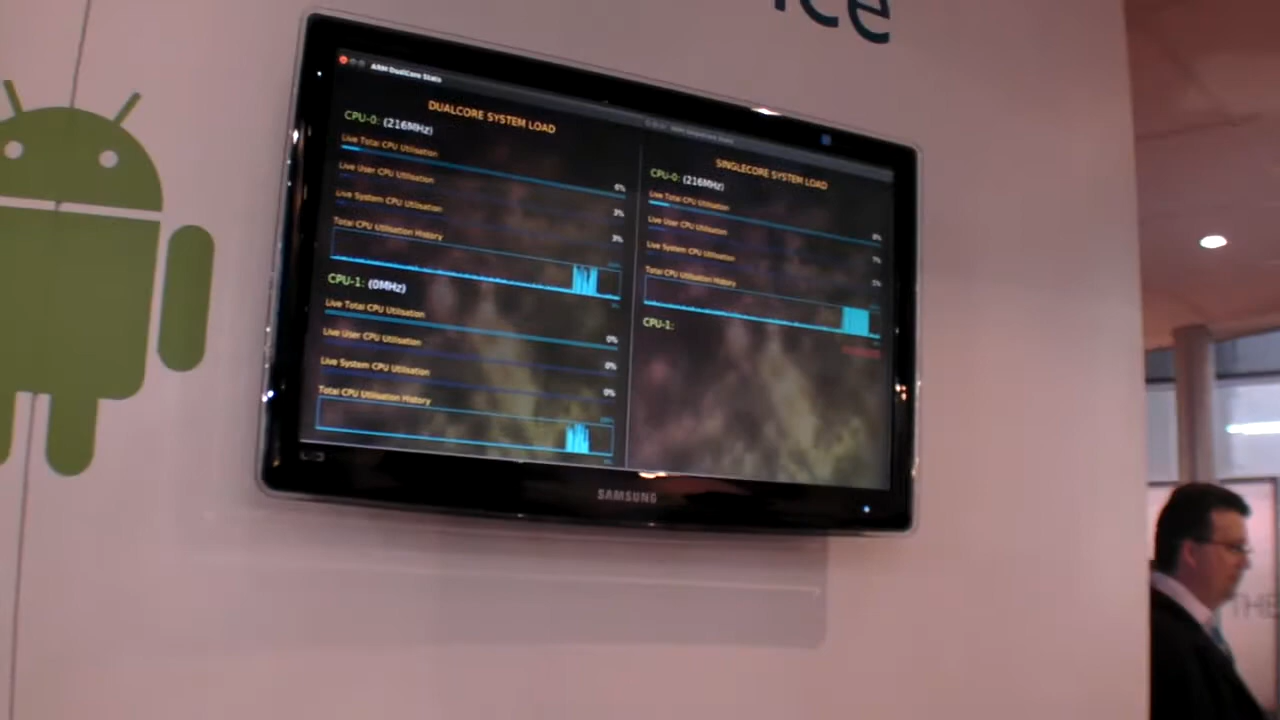 ice
ARM DualCore Stats
DUALCORE SYSTEM LOAD
CPU-0: (216MHz)
Live Total CPU Utilisation
6%
Live User CPU Utilisation
3%
Live System CPU Utilisation
3%
Total CPU Utilisation History
CPU-1: (0MHz)
Live Total CPU Utilisation
0%
Live User CPU Utilisation
0%
Live System CPU Utilisation
0%
Total CPU Utilisation History
SINGLECORE SYSTEM LOAD
CPU-0: (216MHz)
Live Total CPU Utilisation
Live User CPU Utilisation
Live System CPU Utilisation
Total CPU Utilisation History
CPU-1:
SAMSUNG
THE